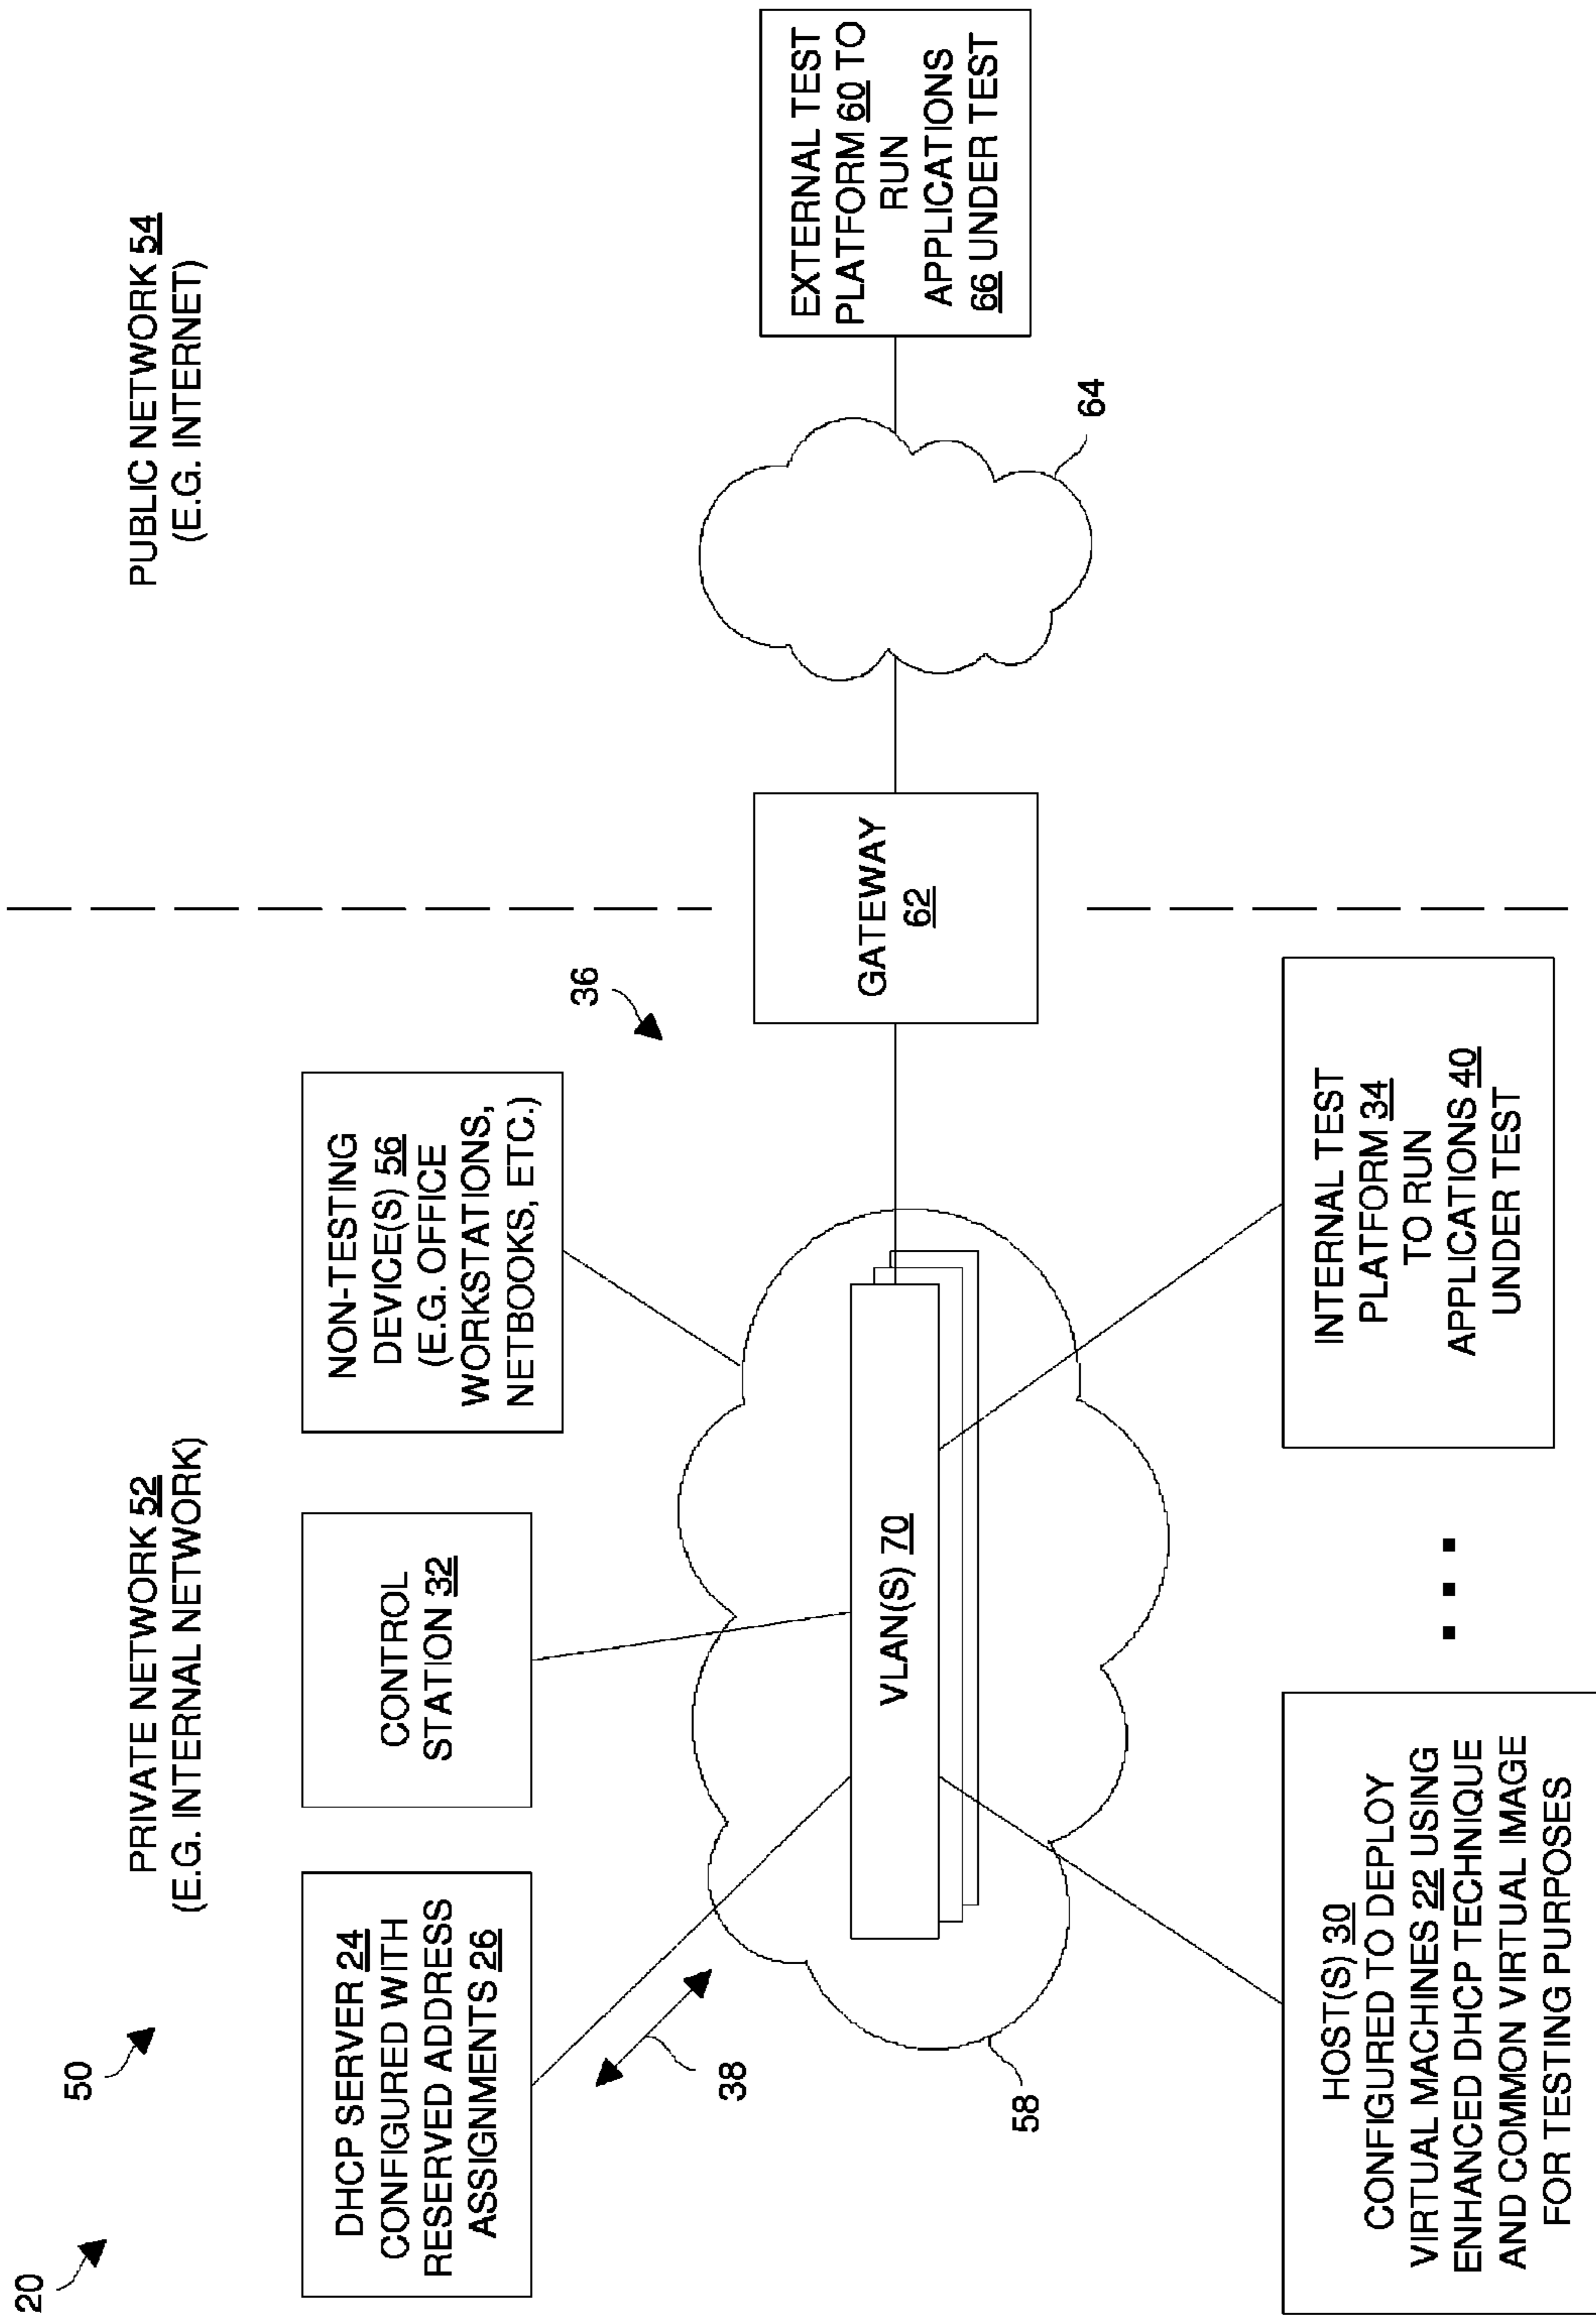 20
50
PRIVATE NETWORK 52
(E.G. INTERNAL NETWORK)
PUBLIC NETWORK 54
(E.G. INTERNET)
DHCP SERVER 24
CONFIGURED WITH
RESERVED ADDRESS
ASSIGNMENTS 26
CONTROL
STATION 32
NON-TESTING
DEVICE(S) 56
(E.G. OFFICE
WORKSTATIONS,
NETBOOKS, ETC.)
36
38
58
VLAN(S) 70
GATEWAY
62
64
EXTERNAL TEST
PLATFORM 60 TO
RUN
APPLICATIONS
66 UNDER TEST
HOST(S) 30
CONFIGURED TO DEPLOY
VIRTUAL MACHINES 22 USING
ENHANCED DHCP TECHNIQUE
AND COMMON VIRTUAL IMAGE
FOR TESTING PURPOSES
INTERNAL TEST
PLATFORM 34
TO RUN
APPLICATIONS 40
UNDER TEST